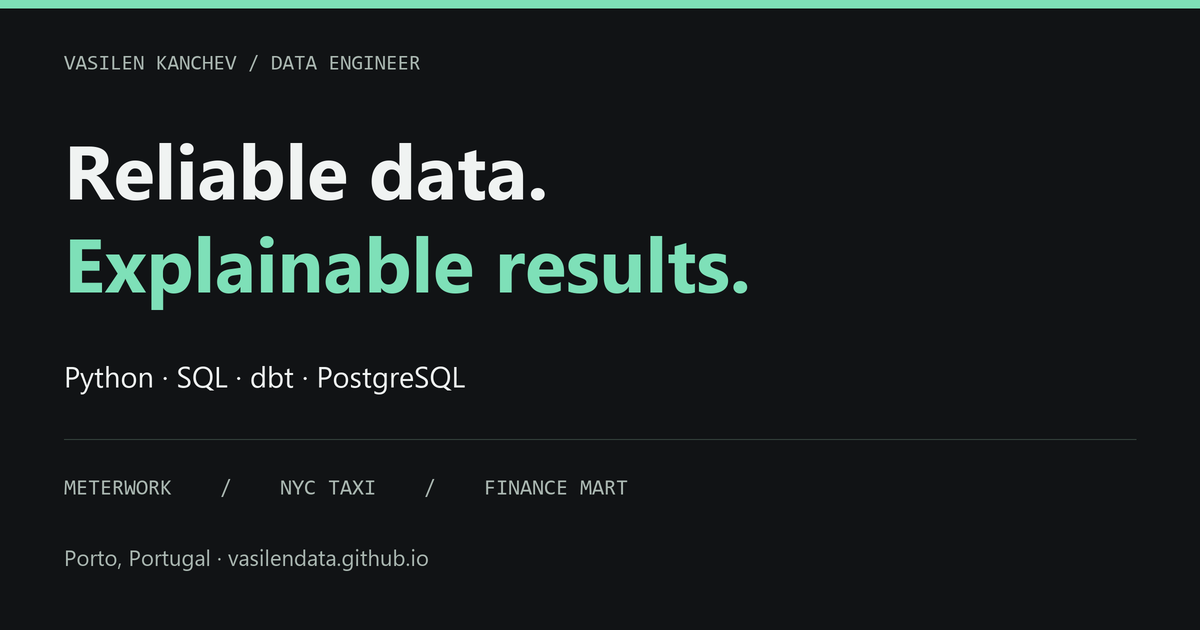 VASILEN KANCHEV / DATA ENGINEER
Reliable data.
Explainable results.
Python · SQL · dbt · PostgreSQL
METERWORK / NYC TAXI / FINANCE MART
Porto, Portugal · vasilendata.github.io